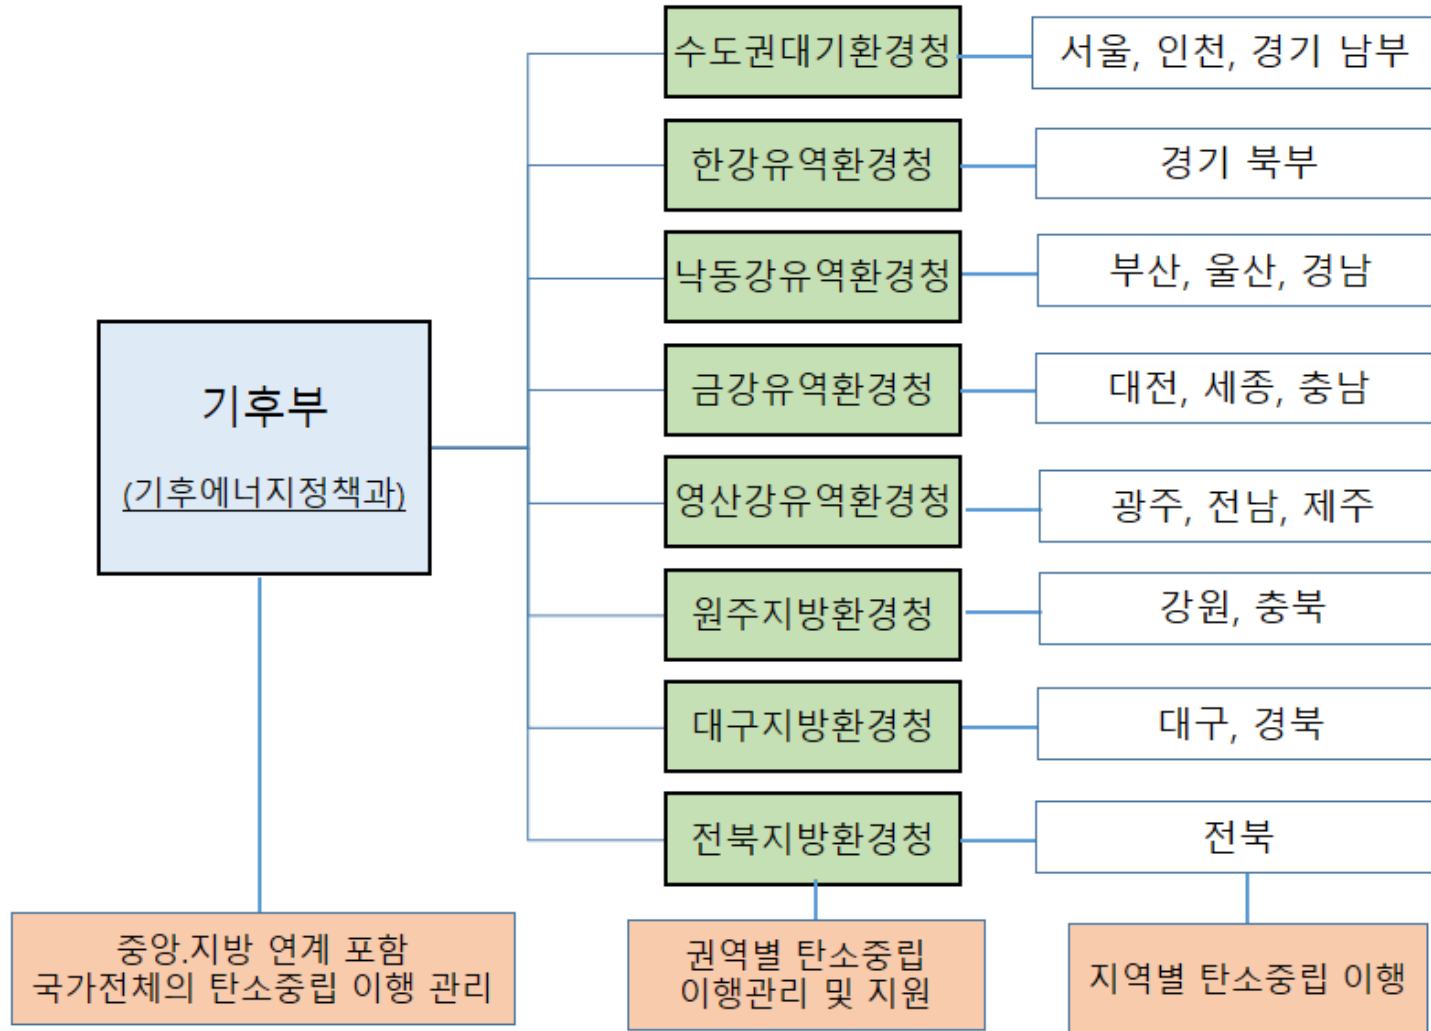 수도권대기환경청
서울, 인천, 경기 남부
한강유역환경청
경기 북부
낙동강유역환경청
부산, 울산, 경남
기후부
(기후에너지정책과)
금강유역환경청
대전, 세종, 충남
영산강유역환경청
광주, 전남, 제주
원주지방환경청
강원, 충북
대구지방환경청
대구, 경북
전북지방환경청
전북
중앙.지방 연계 포함
국가전체의 탄소중립 이행 관리
권역별 탄소중립
이행관리 및 지원
지역별 탄소중립 이행